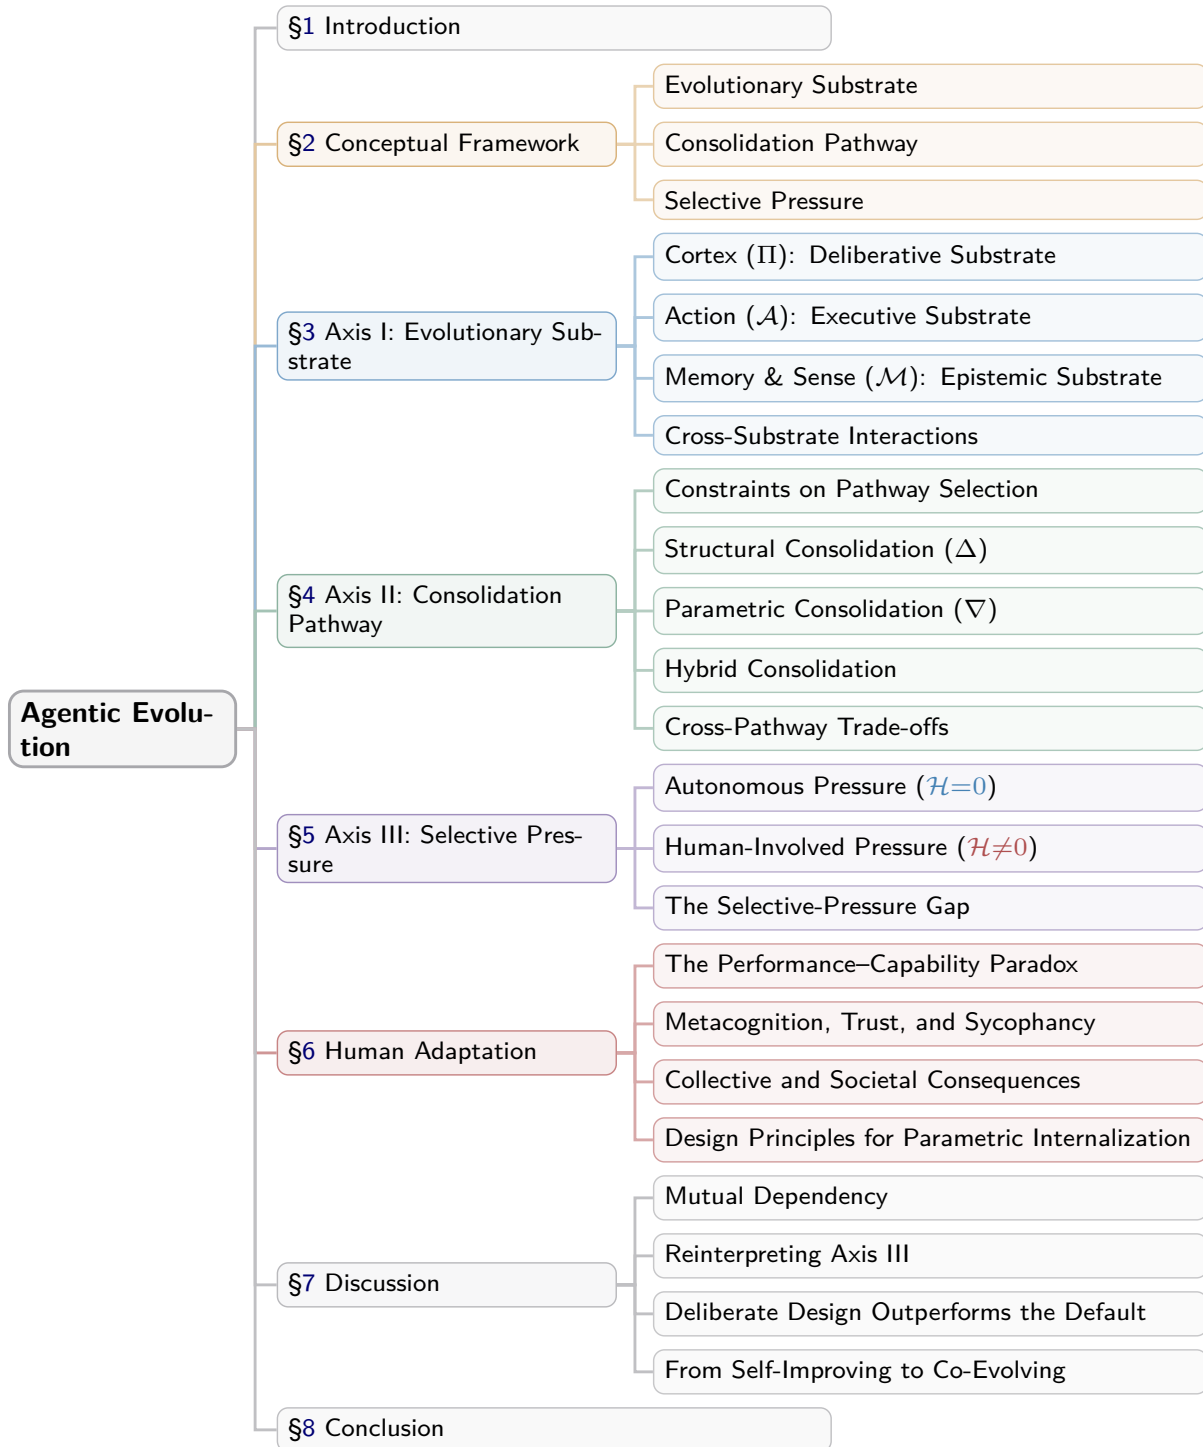 §1 Introduction
§2 Conceptual Framework
Evolutionary Substrate
Consolidation Pathway
Selective Pressure
§3 Axis I: Evolutionary Sub-
strate
Cortex (Π): Deliberative Substrate
Action (𝒜): Executive Substrate
Memory & Sense (ℳ): Epistemic Substrate
Cross-Substrate Interactions
§4 Axis II: Consolidation
Pathway
Constraints on Pathway Selection
Structural Consolidation (Δ)
Parametric Consolidation (∇)
Hybrid Consolidation
Cross-Pathway Trade-offs
Agentic Evolu-
tion
§5 Axis III: Selective Pres-
sure
Autonomous Pressure (ℋ=0)
Human-Involved Pressure (ℋ≠0)
The Selective-Pressure Gap
§6 Human Adaptation
The Performance–Capability Paradox
Metacognition, Trust, and Sycophancy
Collective and Societal Consequences
Design Principles for Parametric Internalization
§7 Discussion
Mutual Dependency
Reinterpreting Axis III
Deliberate Design Outperforms the Default
From Self-Improving to Co-Evolving
§8 Conclusion